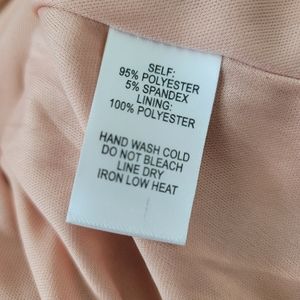 SELF:
95% POLYESTER
5% SPANDEX
LINING:
100% POLYESTER
HAND WASH COLD
DO NOT BLEACH
LINE DRY
IRON LOW HEAT